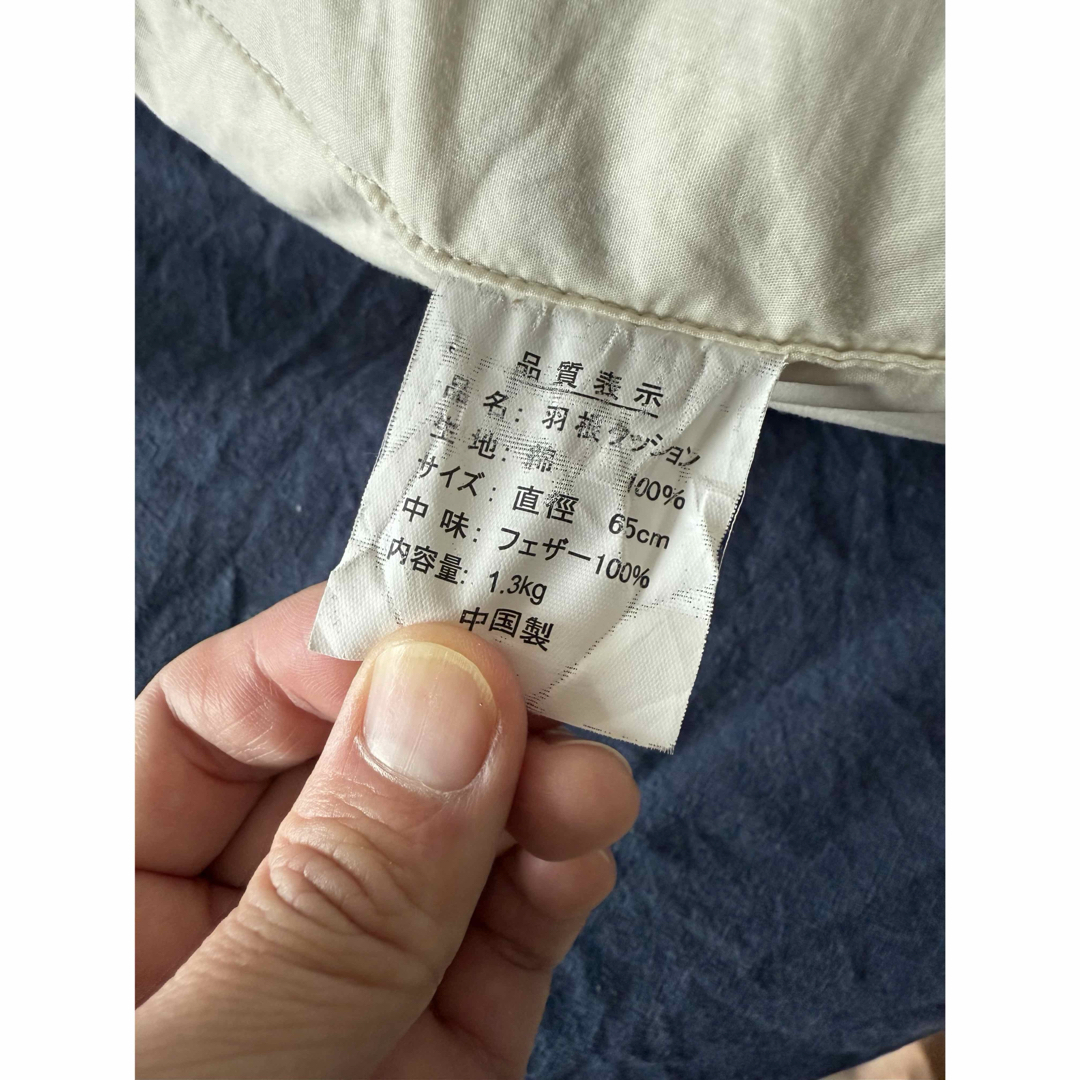 品質表示
品名：羽根クッション
生地：綿 100%
サイズ：直徑 65cm
中味：フェザー100%
内容量：1.3kg
中国製